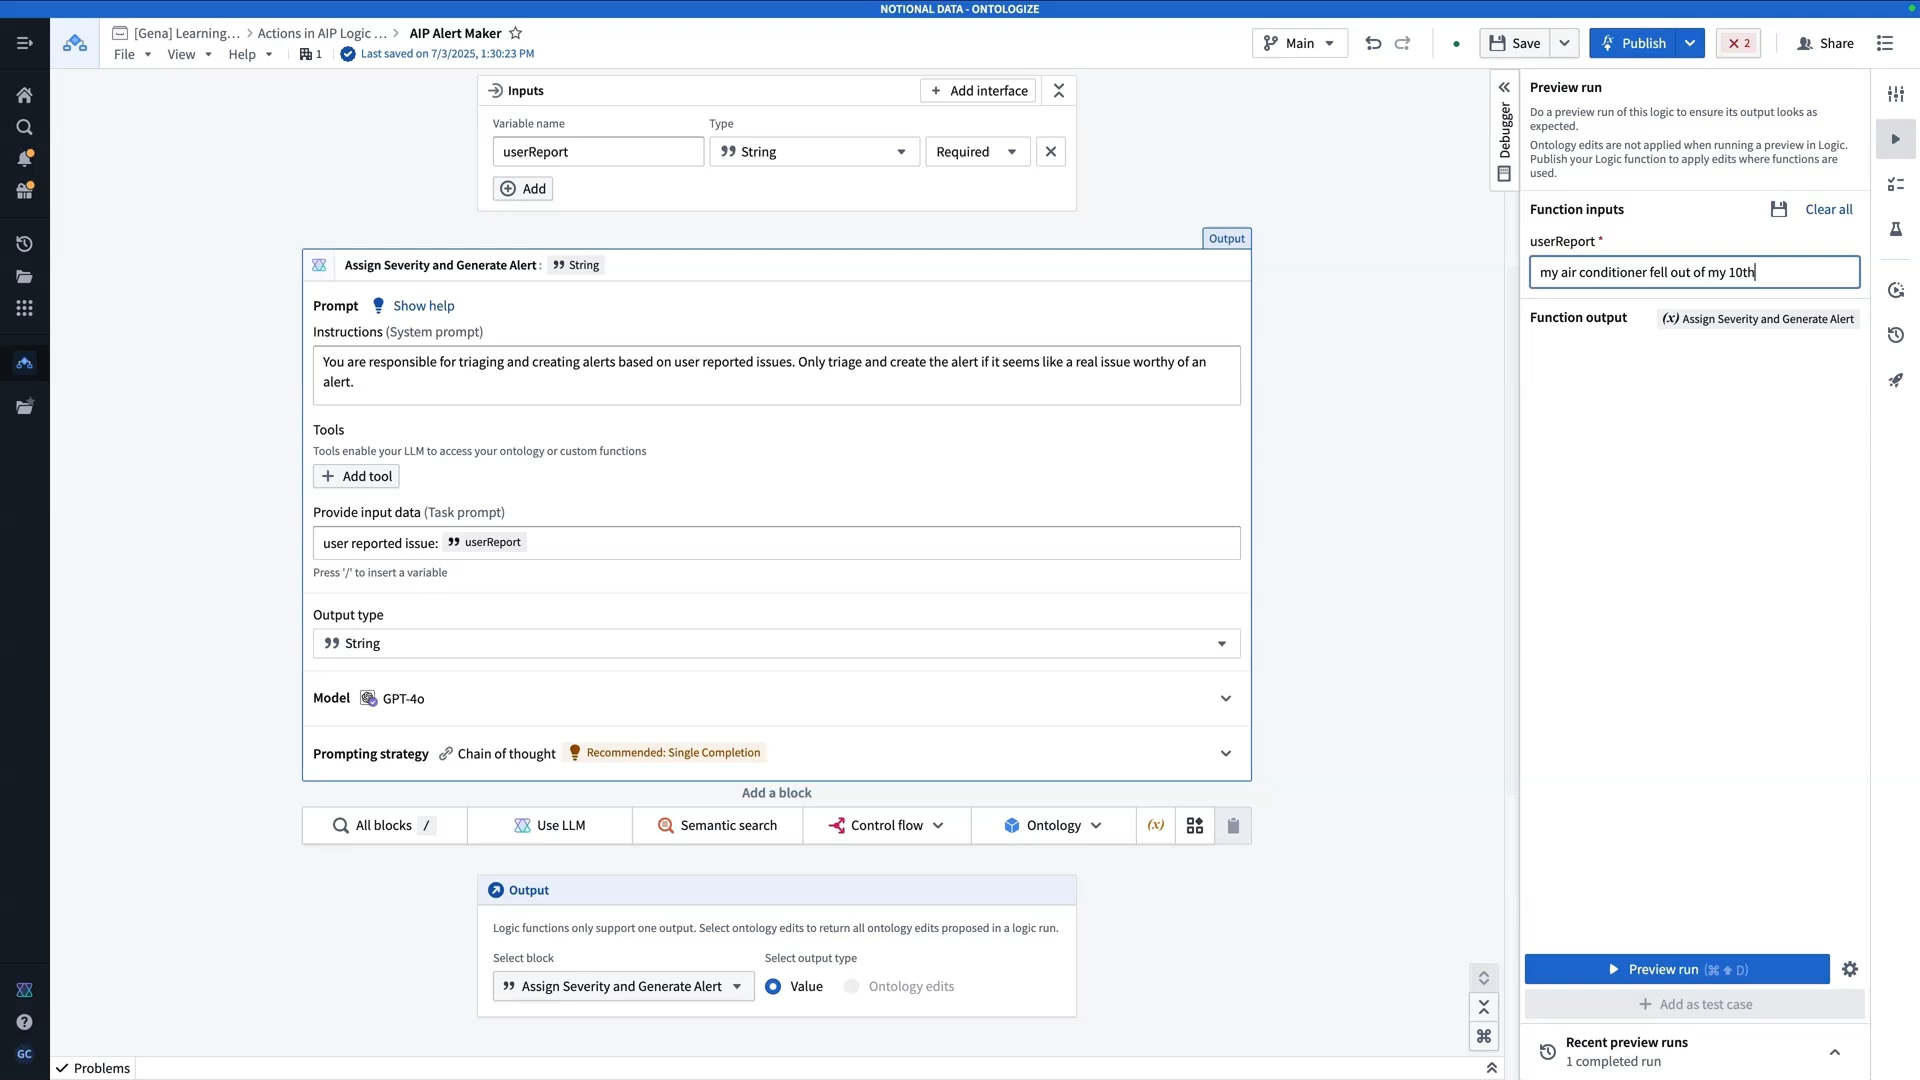 NOTIONAL DATA - ONTOLOGIZE
[Gena] Learning... > Actions in AIP Logic ... > AIP Alert Maker
File View Help 1 Last saved on 7/3/2025, 1:30:23 PM
Main Save Publish 2 Share
Inputs
Add interface
Variable name Type
userReport String Required
Add
Output
Assign Severity and Generate Alert : String
Prompt Show help
Instructions (System prompt)
You are responsible for triaging and creating alerts based on user reported issues. Only triage and create the alert if it seems like a real issue worthy of an
alert.
Tools
Tools enable your LLM to access your ontology or custom functions
Add tool
Provide input data (Task prompt)
user reported issue: userReport
Press '/' to insert a variable
Output type
String
Model GPT-4o
Prompting strategy Chain of thought Recommended: Single Completion
Add a block
All blocks / Use LLM Semantic search Control flow Ontology (x)
Output
Logic functions only support one output. Select ontology edits to return all ontology edits proposed in a logic run.
Select block Select output type
Assign Severity and Generate Alert Value Ontology edits
Problems
GC
Debugger
Preview run
Do a preview run of this logic to ensure its output looks as
expected.
Ontology edits are not applied when running a preview in Logic.
Publish your Logic function to apply edits where functions are
used.
Function inputs Clear all
userReport *
my air conditioner fell out of my 10th
Function output (x) Assign Severity and Generate Alert
Preview run (⌘ ⇧ D)
Add as test case
Recent preview runs
1 completed run